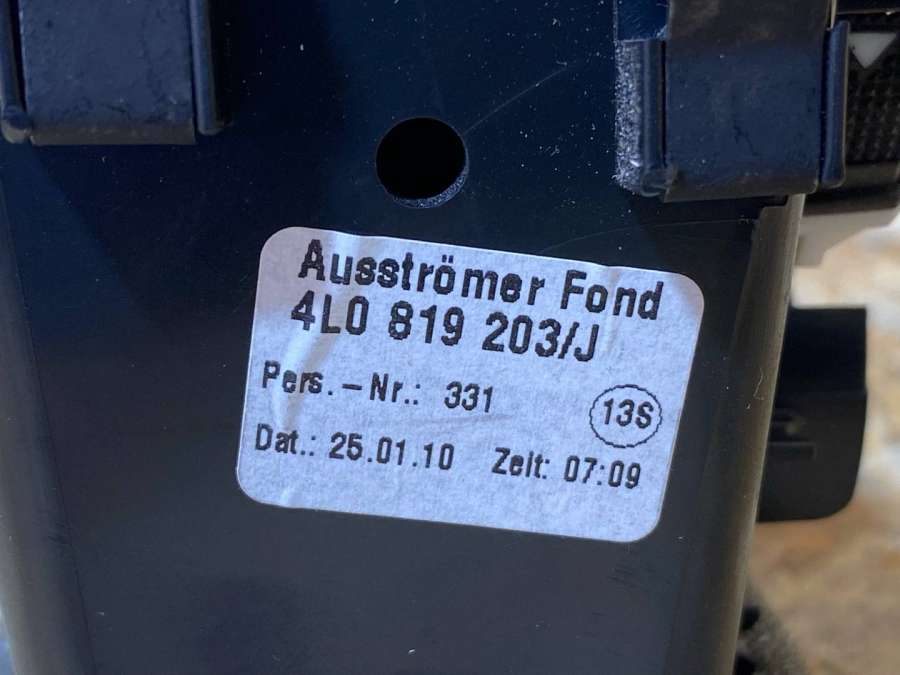 Ausströmer Fond
4L0 819 203/J
Pers.-Nr.: 331
13S
Dat.: 25.01.10 Zeit: 07:09